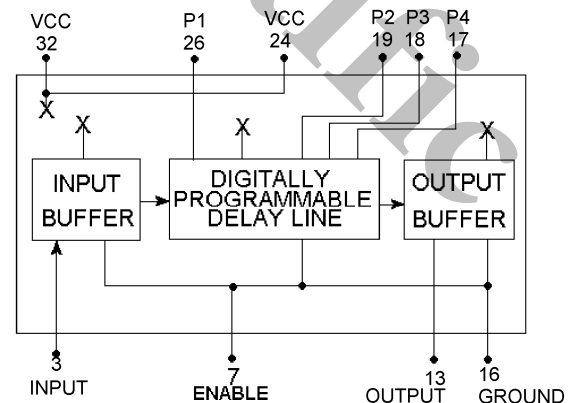 VCC P1 VCC P2 P3 P4
32 26 24 19 18 17
X
X X X
INPUT BUFFER
DIGITALLY PROGRAMMABLE DELAY LINE
OUTPUT BUFFER
3 7 13 16
INPUT ENABLE OUTPUT GROUND